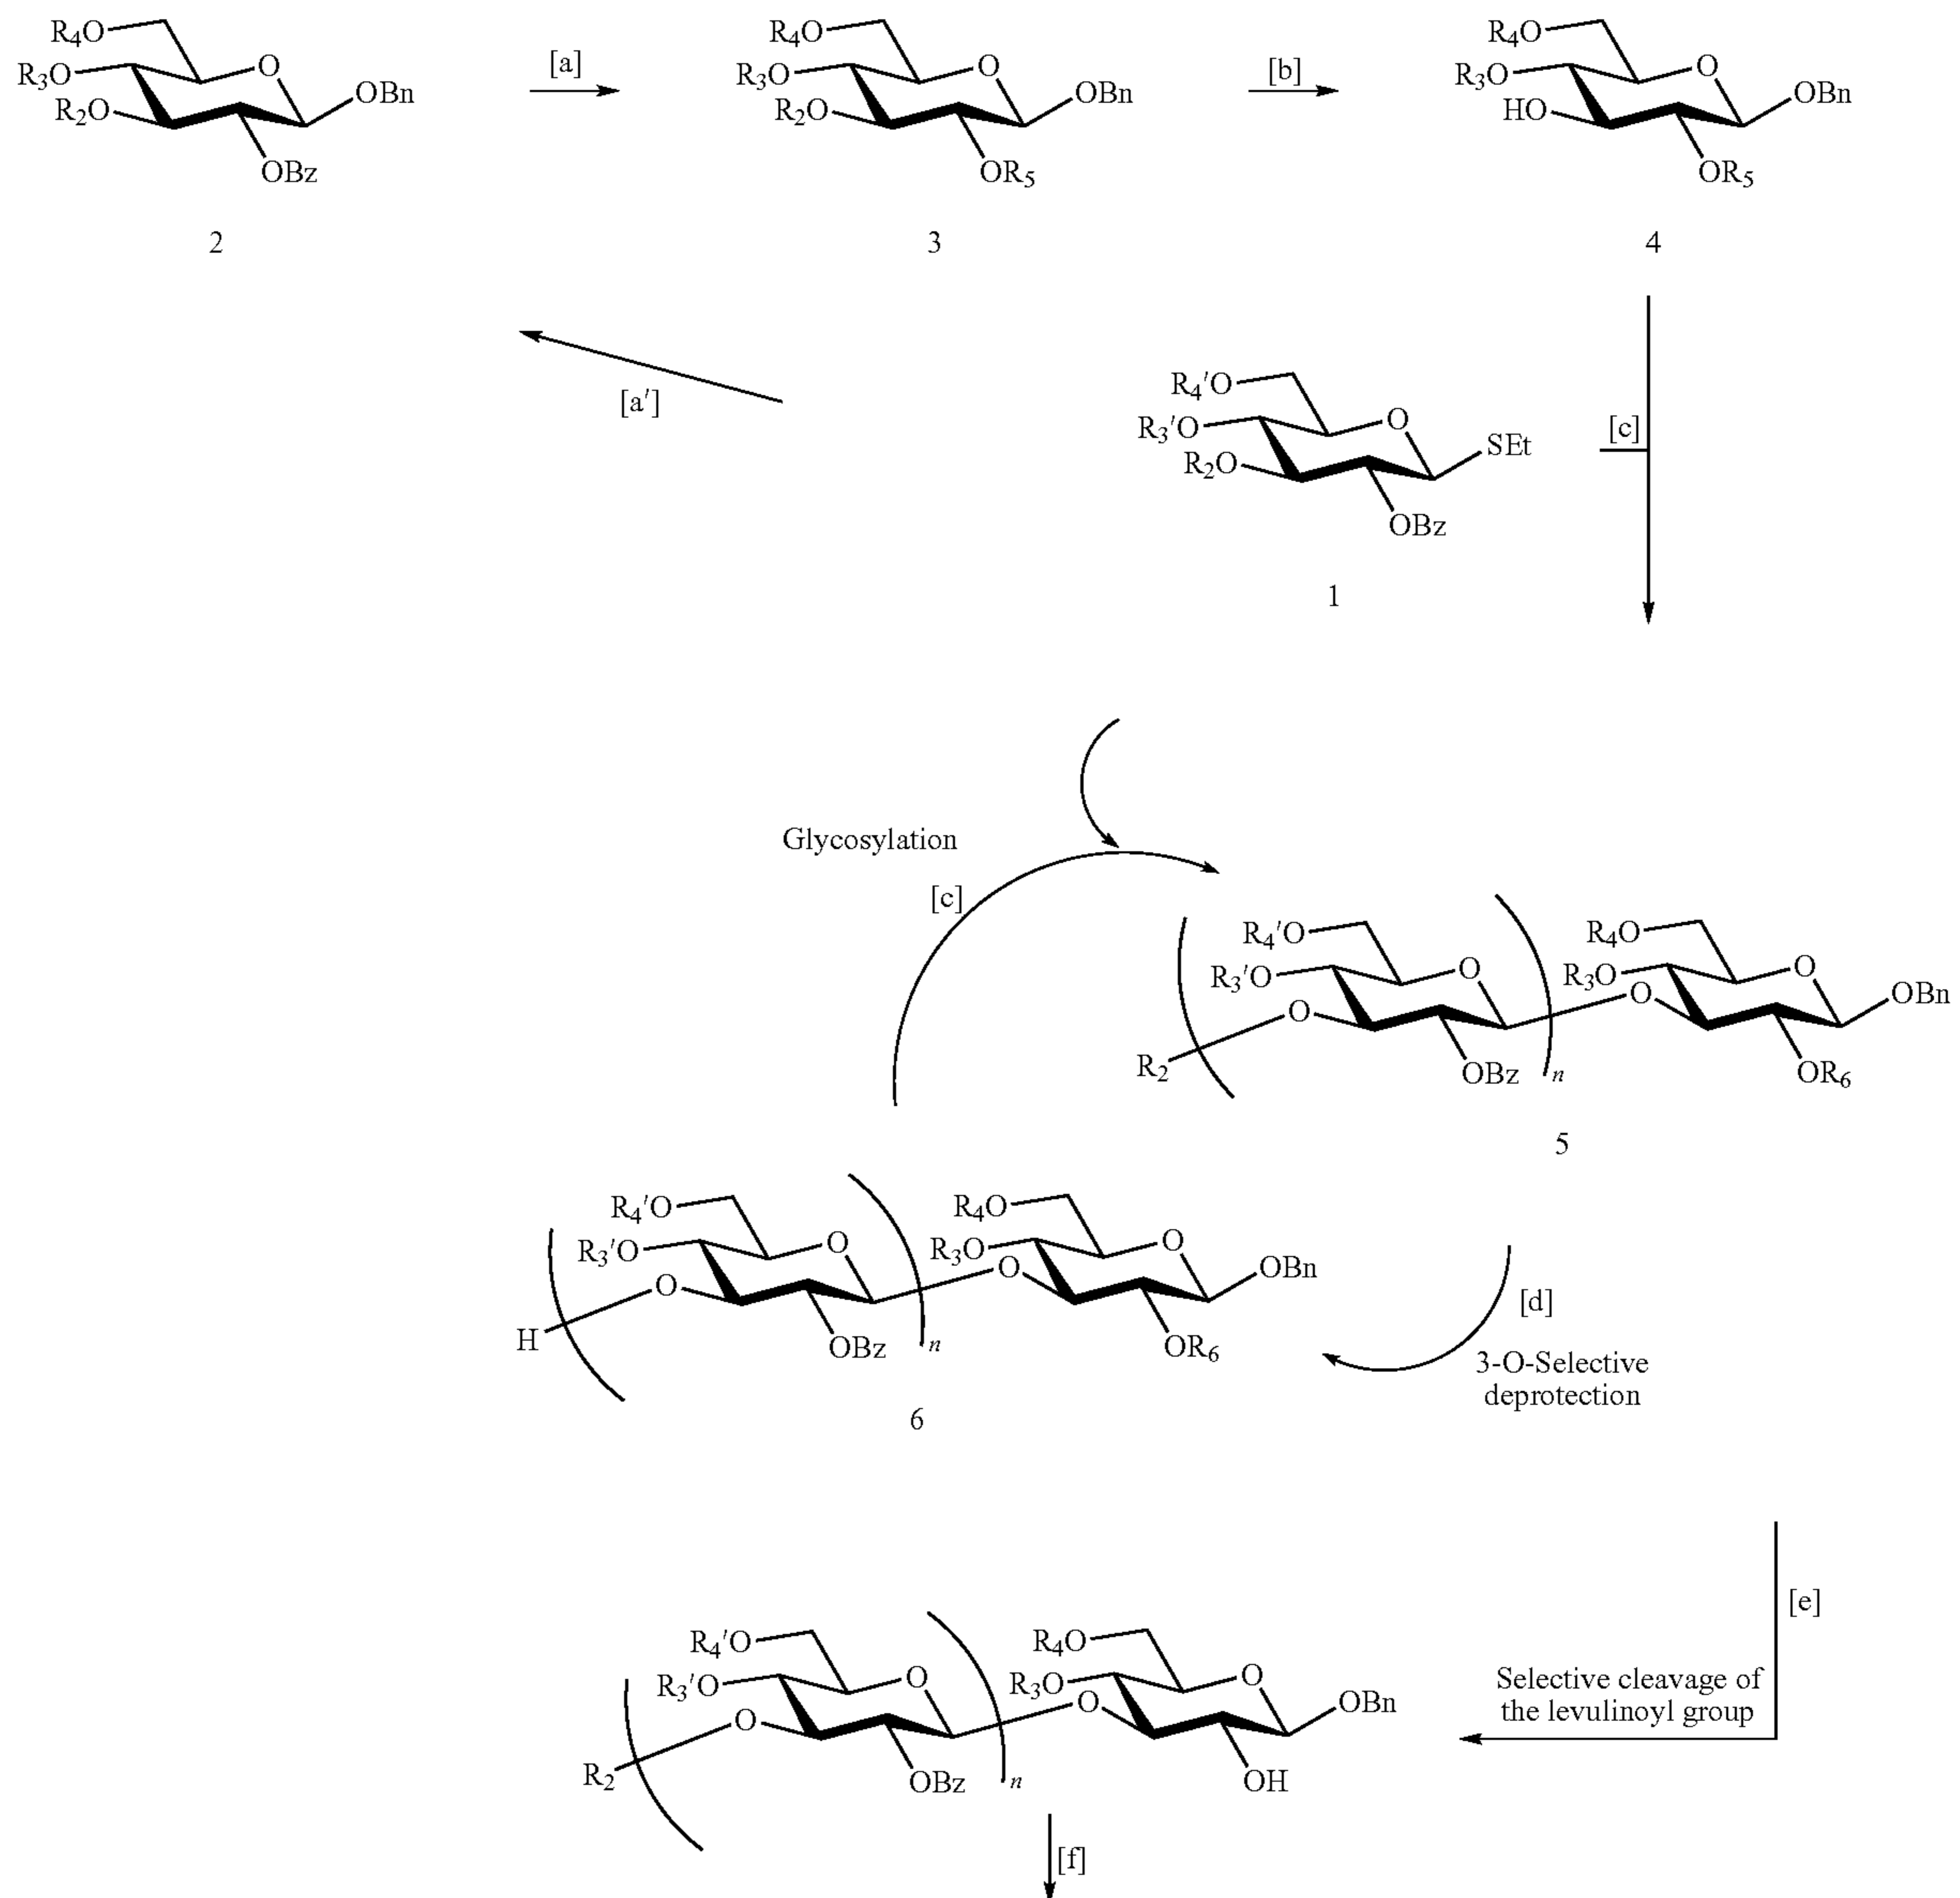 R4O
R3O
R2O
O
OBn
OBz
2
[a]
R4O
R3O
R2O
O
OBn
OR5
3
[b]
R4O
R3O
HO
O
OBn
OR5
4
[a′]
R4′O
R3′O
R2O
O
SEt
OBz
1
[c]
Glycosylation
[c]
R4′O
R3′O
O
O
R2
OBz
n
R4O
R3O
O
O
OBn
OR6
5
R4′O
R3′O
O
O
H
OBz
n
R4O
R3O
O
O
OBn
OR6
6
[d]
3-O-Selective
deprotection
[e]
Selective cleavage of
the levulinoyl group
R4′O
R3′O
O
O
R2
OBz
n
R4O
R3O
O
O
OBn
OH
[f]